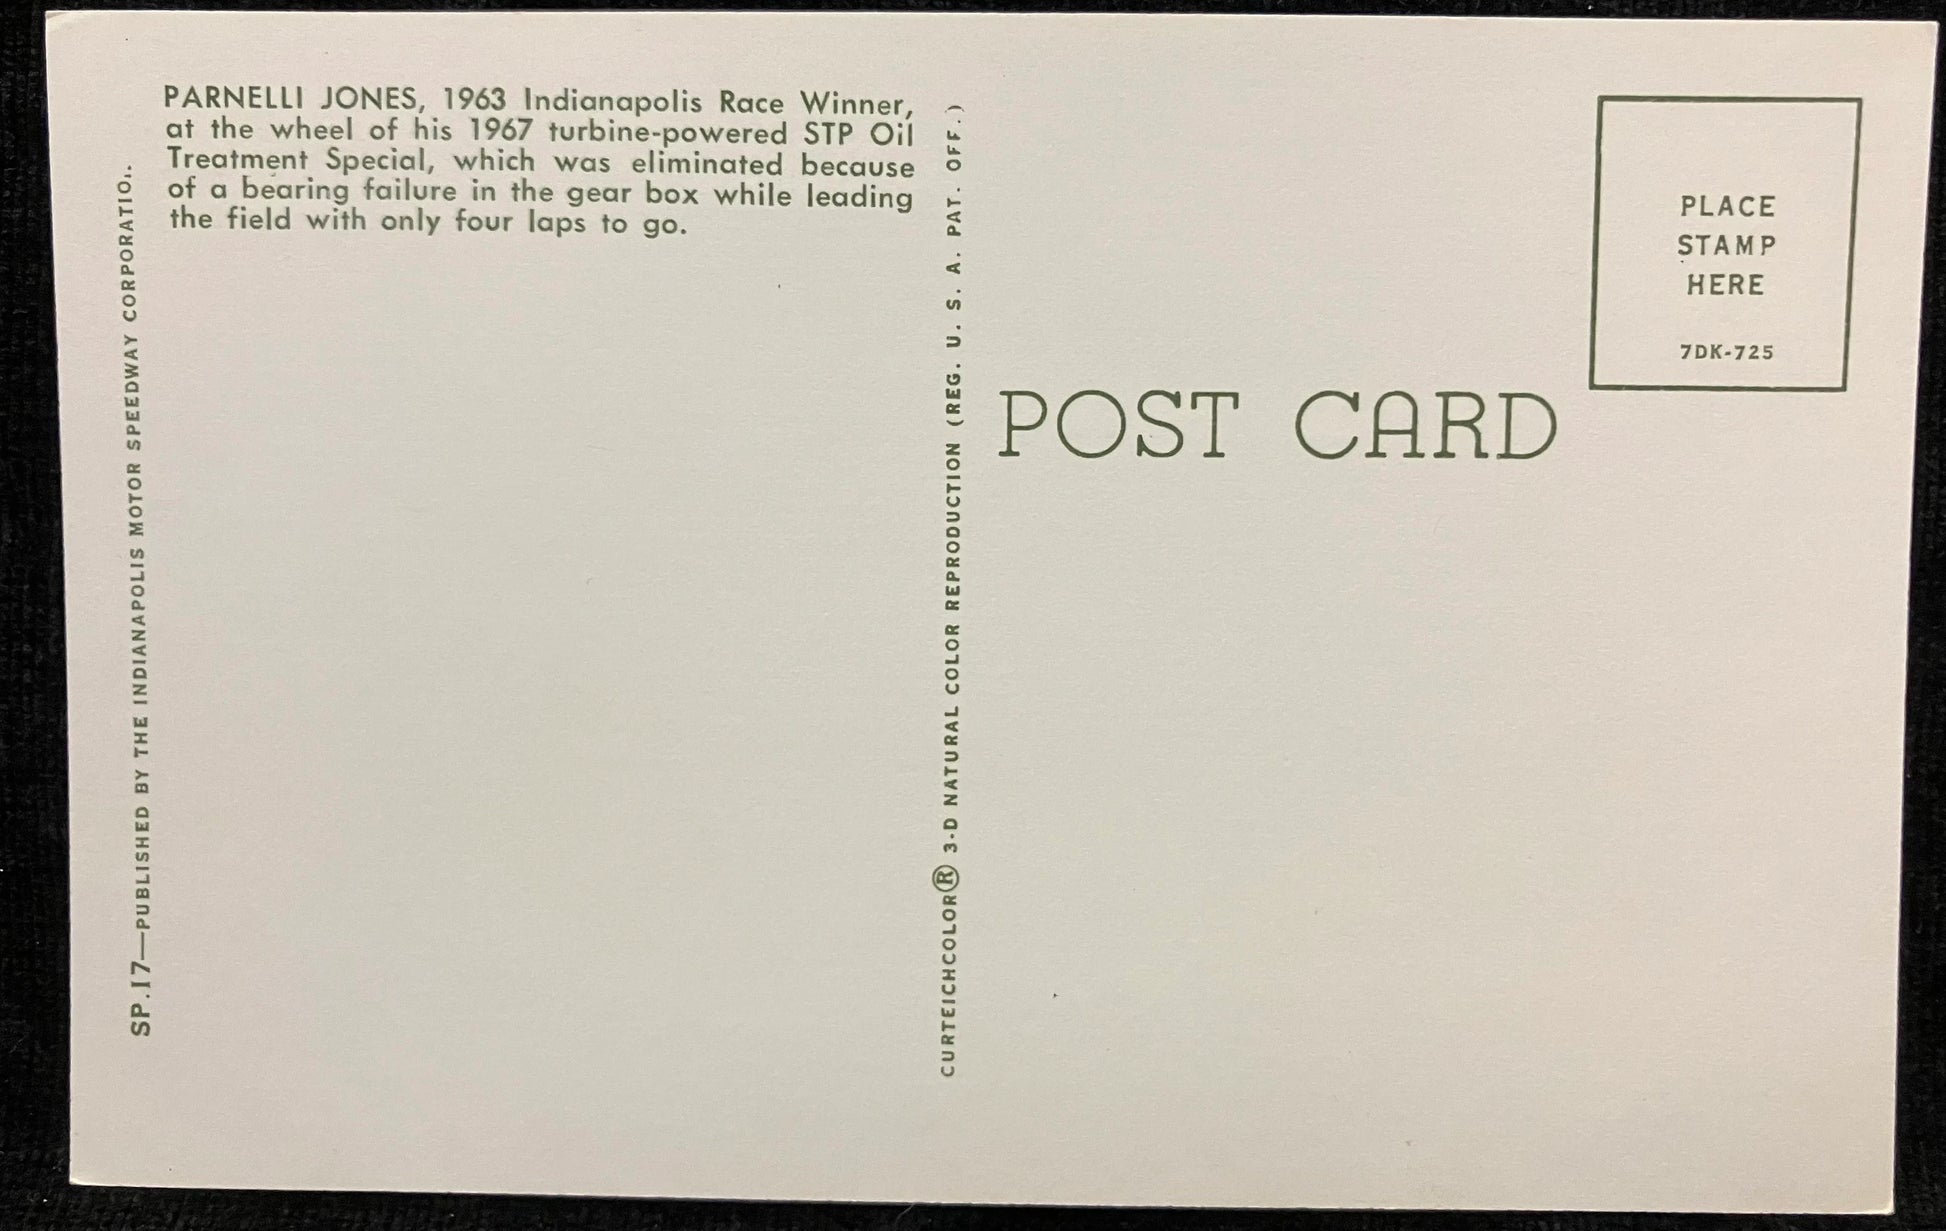 PARNELLI JONES, 1963 Indianapolis Race Winner,
at the wheel of his 1967 turbine-powered STP Oil
Treatment Special, which was eliminated because
of a bearing failure in the gear box while leading
the field with only four laps to go.
SP.17—PUBLISHED BY THE INDIANAPOLIS MOTOR SPEEDWAY CORPORATIO..
CURTEICHCOLOR® 3-D NATURAL COLOR REPRODUCTION (REG. U. S. A. PAT. OFF.)
POST CARD
PLACE
STAMP
HERE
7DK-725